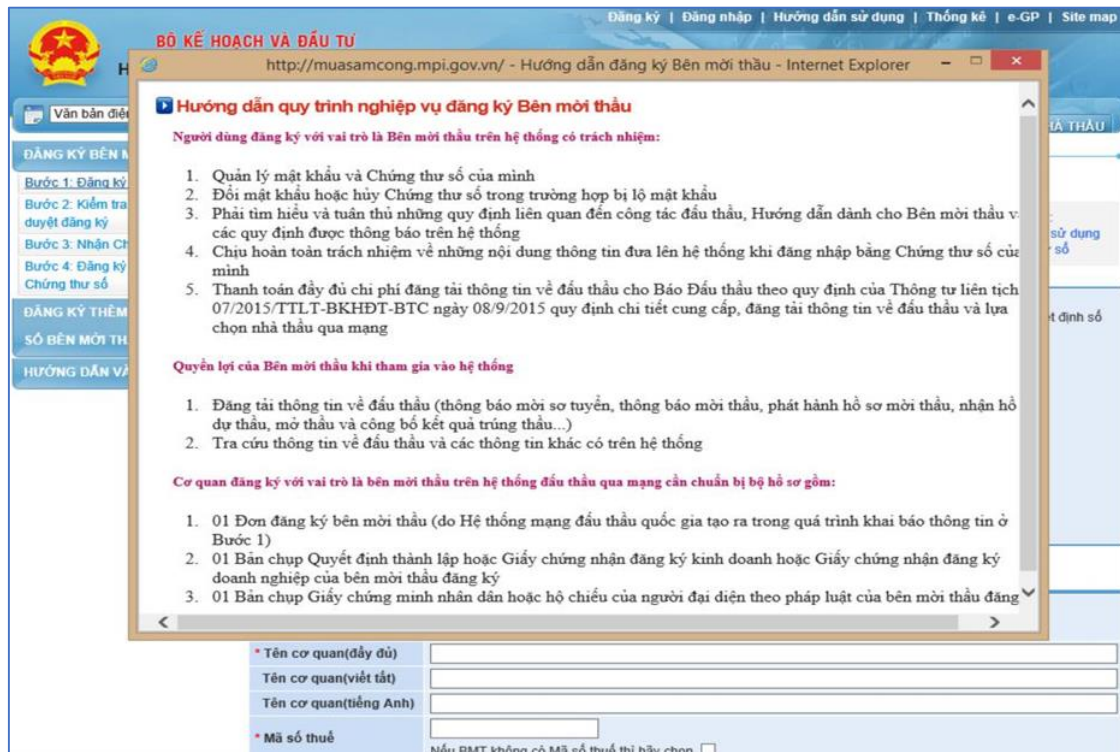 Đăng ký | Đăng nhập | Hướng dẫn sử dụng | Thống kê | e-GP | Site map
BỘ KẾ HOẠCH VÀ ĐẦU TƯ
H
http://muasamcong.mpi.gov.vn/ - Hướng dẫn đăng ký Bên mời thầu - Internet Explorer
Văn bản điệ
HÀ THẦU
ĐĂNG KÝ BÊN M
Bước 1: Đăng ký
Bước 2: Kiểm tra
duyệt đăng ký
Bước 3: Nhận Ch
Bước 4: Đăng ký
Chứng thư số
ĐĂNG KÝ THÊM
SỐ BÊN MỜI TH
HƯỚNG DẪN VÀ
Hướng dẫn quy trình nghiệp vụ đăng ký Bên mời thầu
Người dùng đăng ký với vai trò là Bên mời thầu trên hệ thống có trách nhiệm:
1. Quản lý mật khẩu và Chứng thư số của mình
2. Đổi mật khẩu hoặc hủy Chứng thư số trong trường hợp bị lộ mật khẩu
3. Phải tìm hiểu và tuân thủ những quy định liên quan đến công tác đấu thầu, Hướng dẫn dành cho Bên mời thầu v
các quy định được thông báo trên hệ thống
4. Chịu hoàn toàn trách nhiệm về những nội dung thông tin đưa lên hệ thống khi đăng nhập bằng Chứng thư số của
mình
5. Thanh toán đầy đủ chi phí đăng tải thông tin về đấu thầu cho Báo Đấu thầu theo quy định của Thông tư liên tịch
07/2015/TTLT-BKHĐT-BTC ngày 08/9/2015 quy định chi tiết cung cấp, đăng tải thông tin về đấu thầu và lựa
chọn nhà thầu qua mạng
Quyền lợi của Bên mời thầu khi tham gia vào hệ thống
1. Đăng tải thông tin về đấu thầu (thông báo mời sơ tuyển, thông báo mời thầu, phát hành hồ sơ mời thầu, nhận hồ
dự thầu, mở thầu và công bố kết quả trúng thầu...)
2. Tra cứu thông tin về đấu thầu và các thông tin khác có trên hệ thống
Cơ quan đăng ký với vai trò là bên mời thầu trên hệ thống đấu thầu qua mạng cần chuẩn bị bộ hồ sơ gồm:
1. 01 Đơn đăng ký bên mời thầu (do Hệ thống mạng đấu thầu quốc gia tạo ra trong quá trình khai báo thông tin ở
Bước 1)
2. 01 Bản chụp Quyết định thành lập hoặc Giấy chứng nhận đăng ký kinh doanh hoặc Giấy chứng nhận đăng ký
doanh nghiệp của bên mời thầu đăng ký
3. 01 Bản chụp Giấy chứng minh nhân dân hoặc hộ chiếu của người đại diện theo pháp luật của bên mời thầu đăng
sử dụng
số
t định số
* Tên cơ quan(đầy đủ)
Tên cơ quan(viết tắt)
Tên cơ quan(tiếng Anh)
* Mã số thuế
Nếu BMT không có Mã số thuế thì hãy chọn